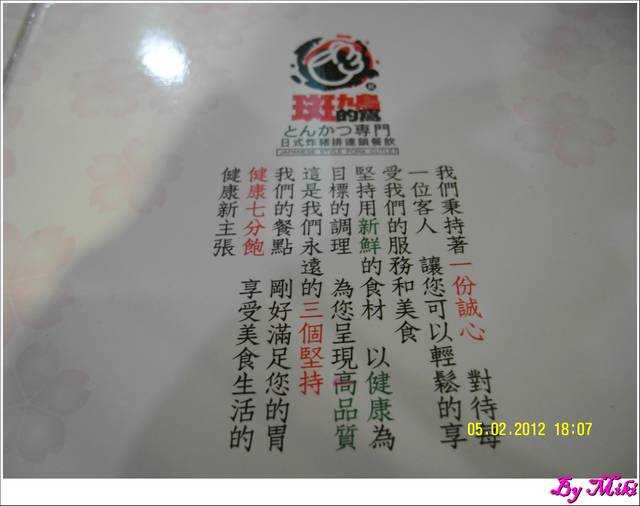 斑鳩的窩
とんかつ専門
日式炸豬排連鎖餐飲
JAPANESE STYLE PORK CUTLET
我們秉持著一份誠心 對待每
一位客人 讓您可以輕鬆的享
受我們的服務和美食
堅持用新鮮的食材 以健康為
目標的調理 為您呈現高品質
這是我們永遠的三個堅持
我們的餐點 剛好滿足您的胃
健康七分飽 享受美食生活的
健康新主張
05.02.2012 18:07
By Miki